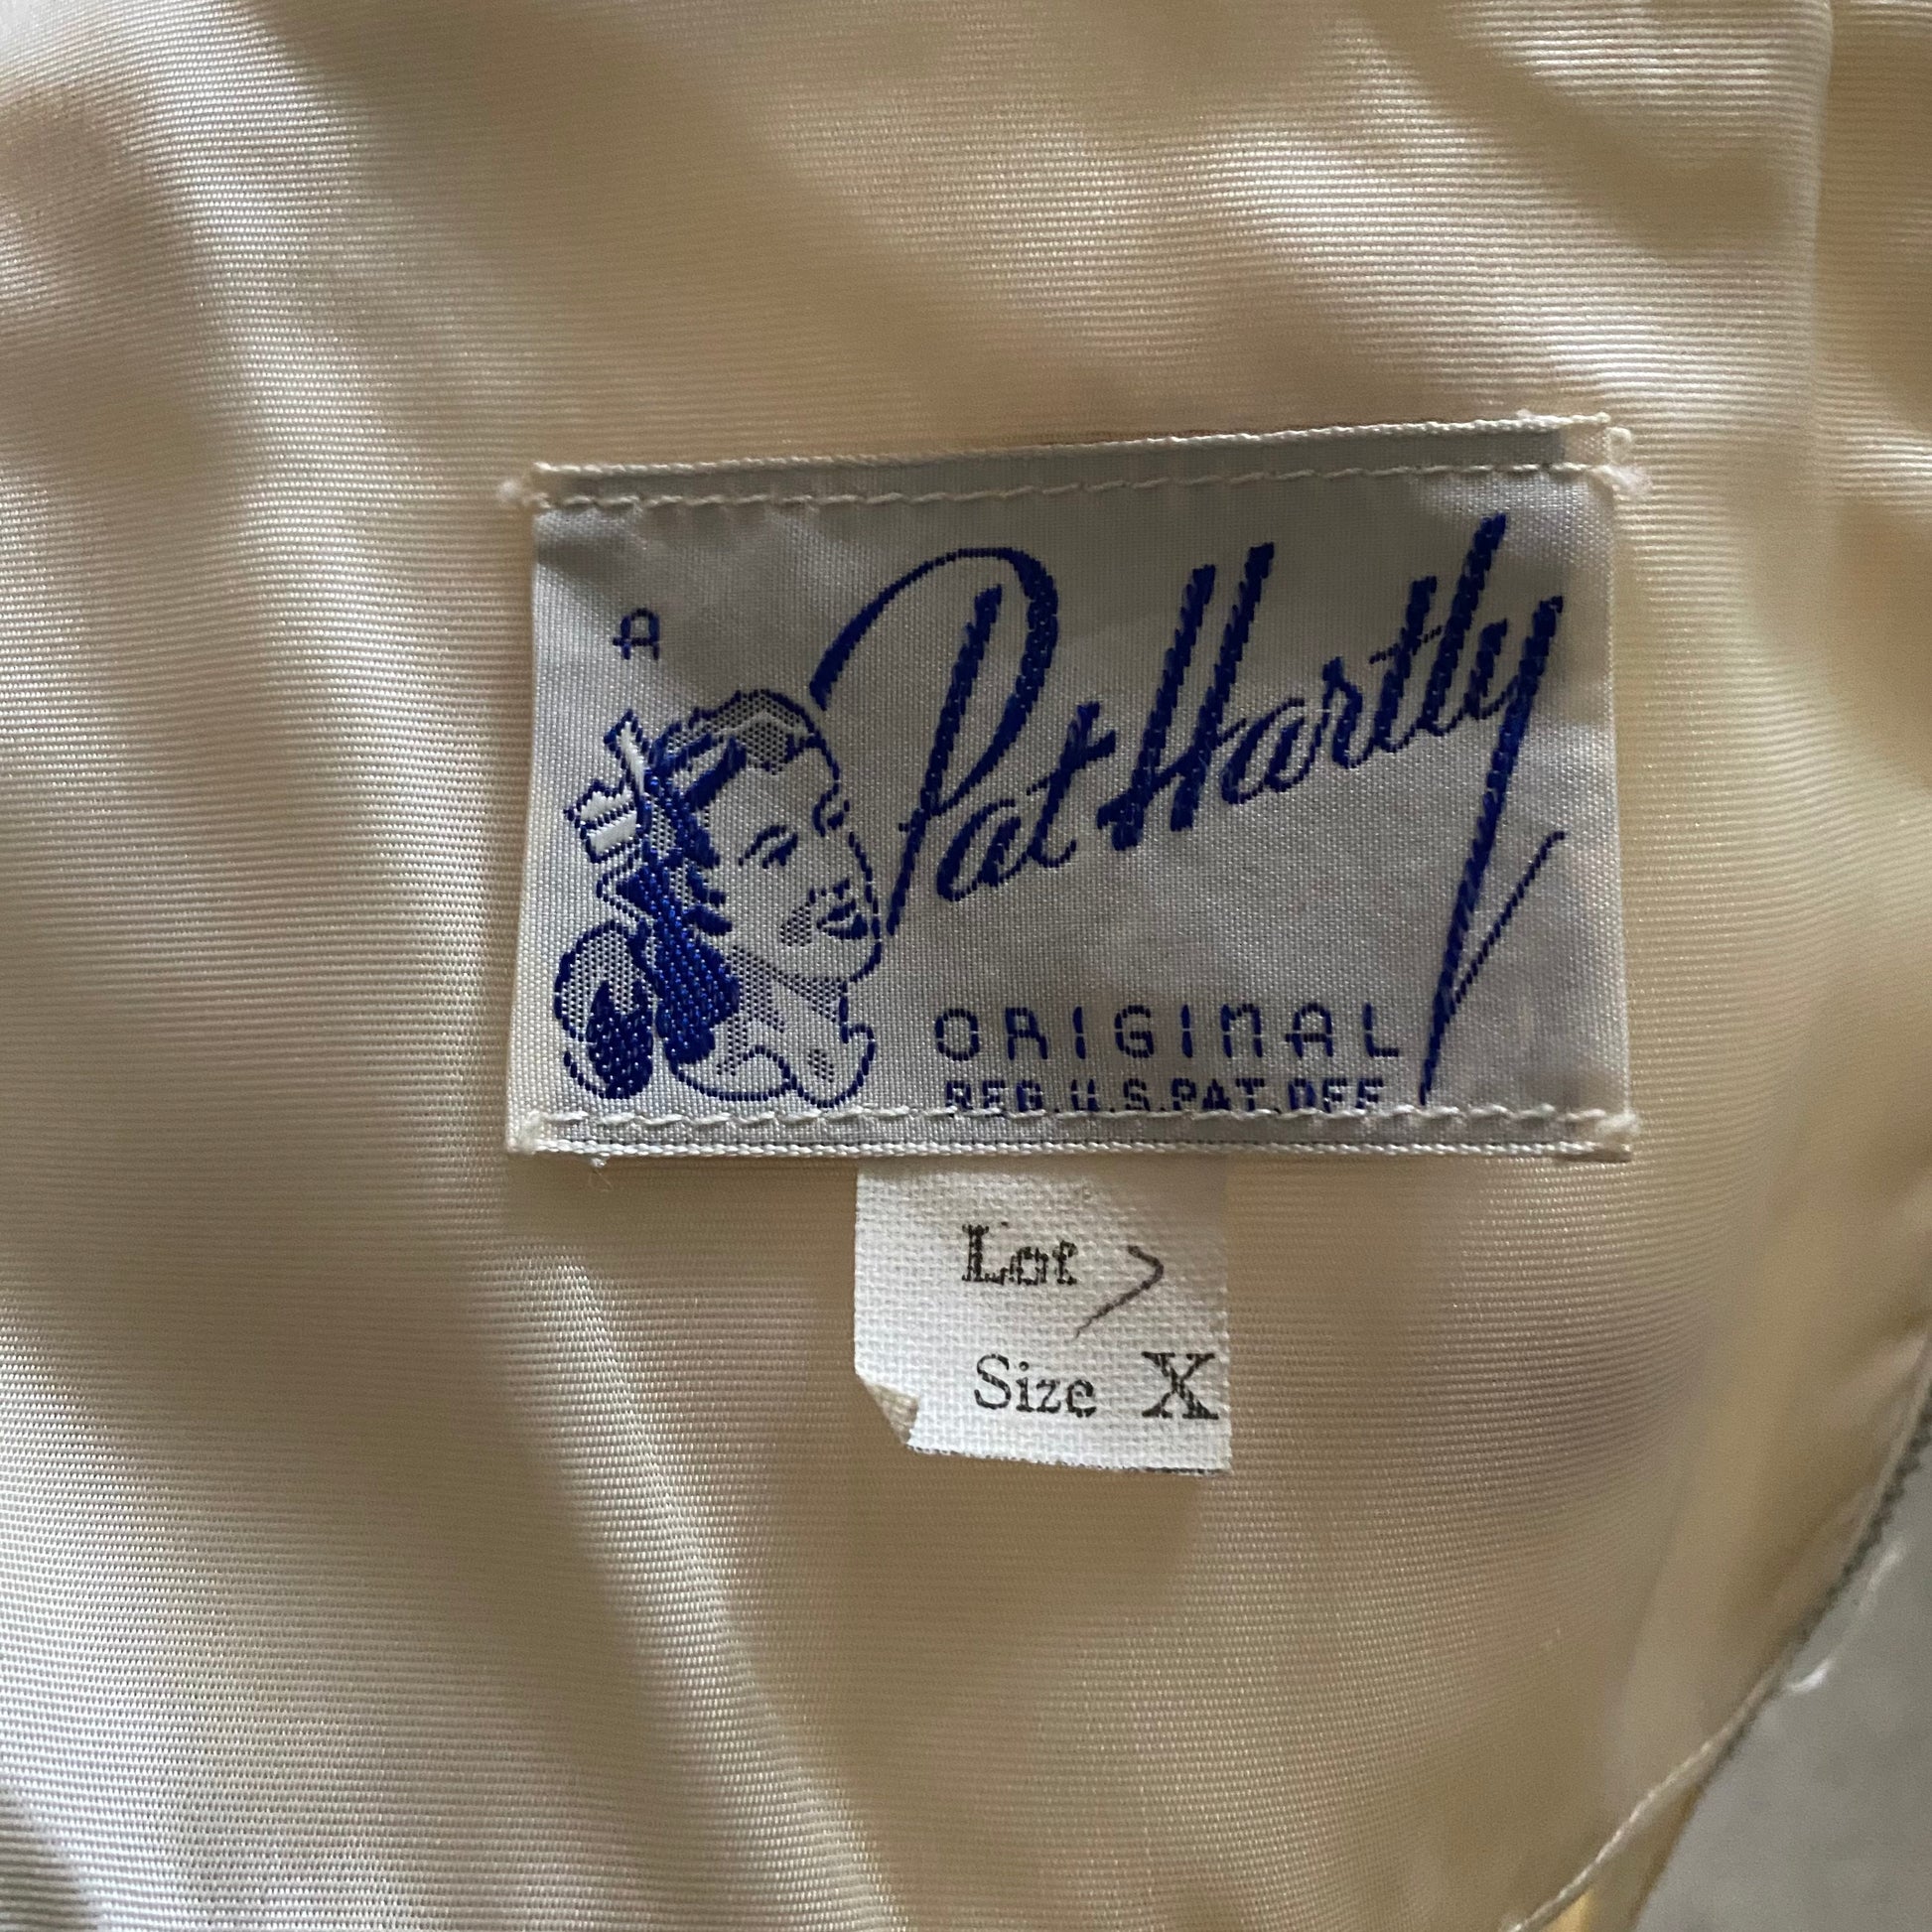 A
Pat Hartly
ORIGINAL
REG.U.S.PAT.OFF
Lot 7
Size X